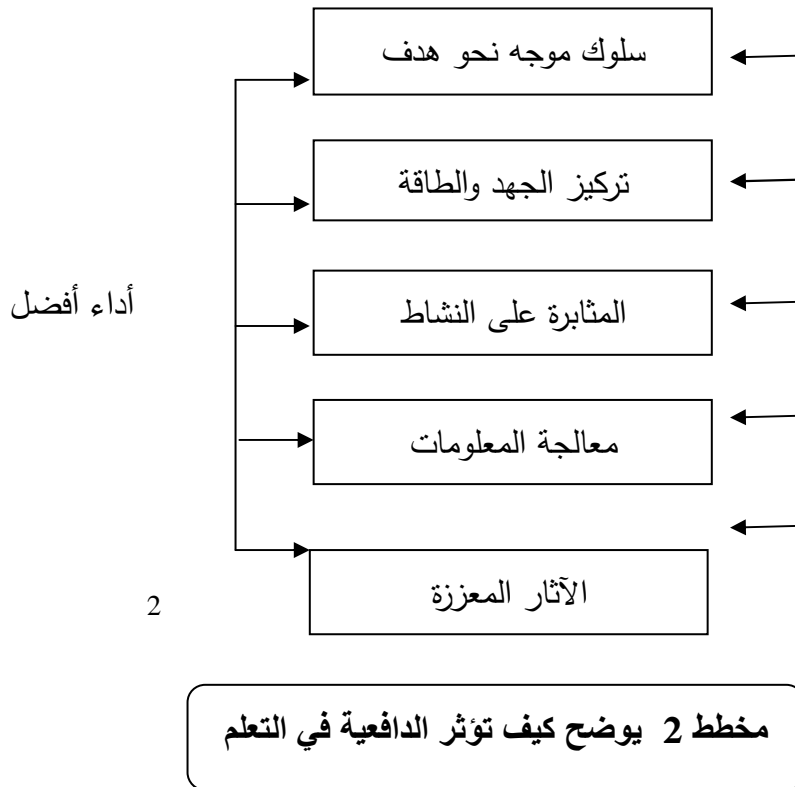 سلوك موجه نحو هدف
تركيز الجهد والطاقة
المثابرة على النشاط
أداء أفضل
معالجة المعلومات
الآثار المعززة
2
مخطط 2 يوضح كيف تؤثر الدافعية في التعلم